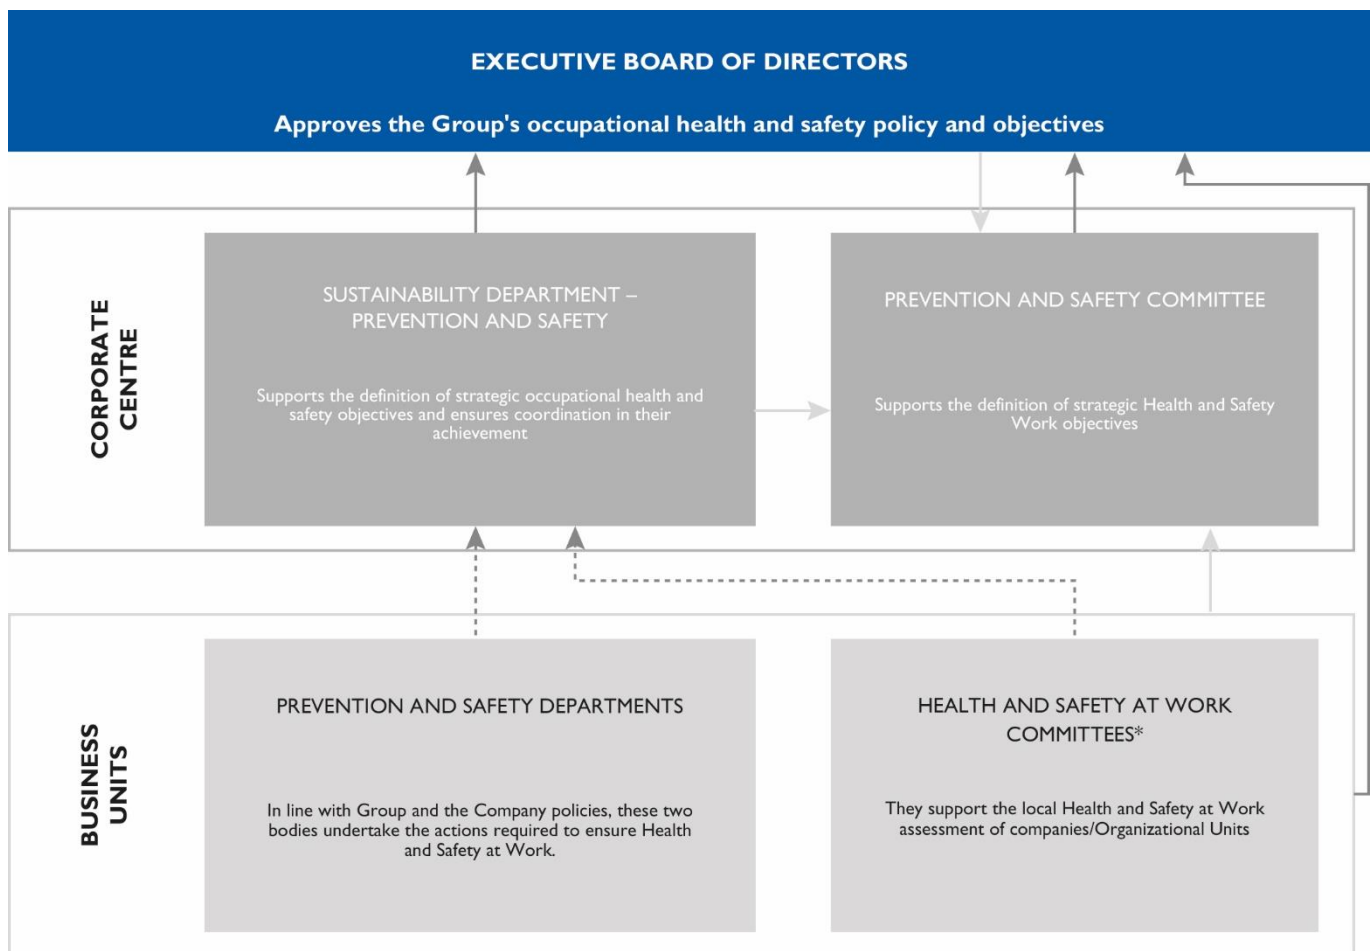 EXECUTIVE BOARD OF DIRECTORS
Approves the Group's occupational health and safety policy and objectives
CORPORATE
CENTRE
SUSTAINABILITY DEPARTMENT –
PREVENTION AND SAFETY
Supports the definition of strategic occupational health and
safety objectives and ensures coordination in their
achievement
PREVENTION AND SAFETY COMMITTEE
Supports the definition of strategic Health and Safety
Work objectives
BUSINESS
UNITS
PREVENTION AND SAFETY DEPARTMENTS
In line with Group and the Company policies, these two
bodies undertake the actions required to ensure Health
and Safety at Work.
HEALTH AND SAFETY AT WORK
COMMITTEES*
They support the local Health and Safety at Work
assessment of companies/Organizational Units